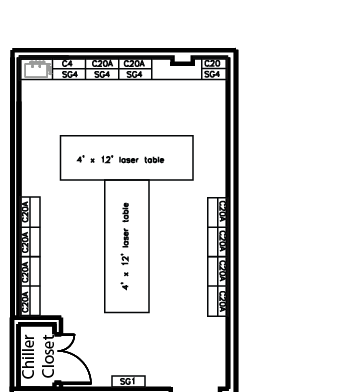 C4 C20A C20A C20
SG4 SG4 SG4 SG4
4' x 12' laser table
4' x 12' laser table
C20A
C20A
C20A
C20A
C20A
C20A
C20A
C20A
Chiller
Closet
SG1